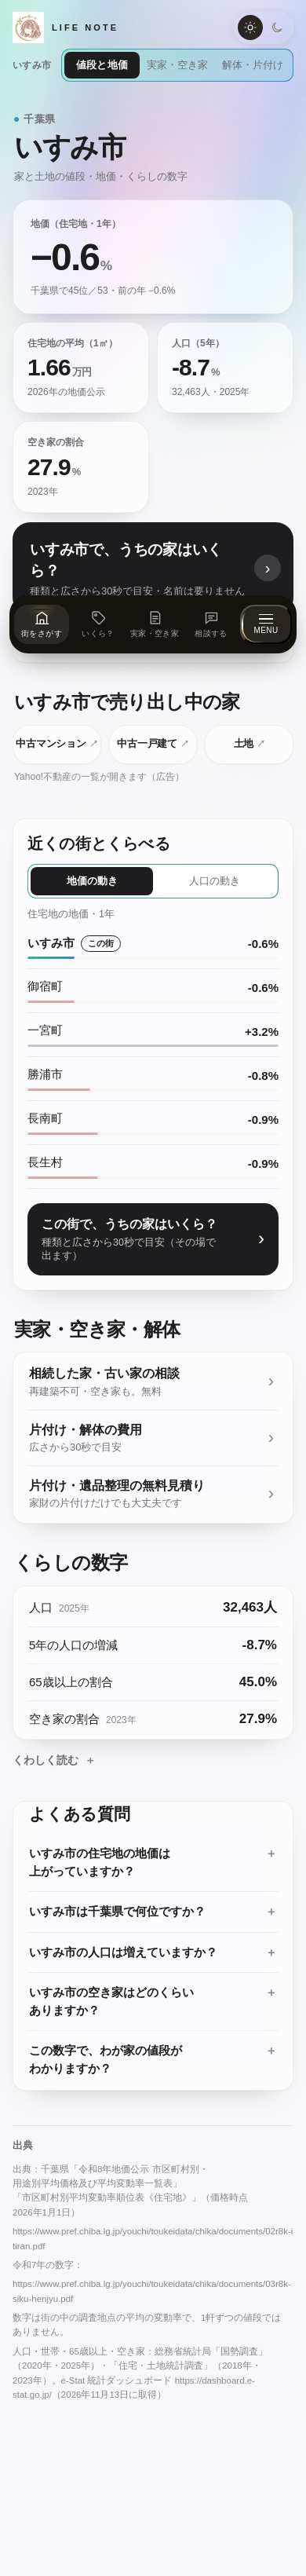 LIFE NOTE
いすみ市
値段と地価
実家・空き家
解体・片付け
千葉県
いすみ市
家と土地の値段・地価・くらしの数字
地価（住宅地・1年）
−0.6%
千葉県で45位／53・前の年 −0.6%
住宅地の平均（1㎡）
1.66万円
2026年の地価公示
人口（5年）
-8.7%
32,463人・2025年
空き家の割合
27.9%
2023年
いすみ市で、うちの家はいく
ら？
種類と広さから30秒で目安・名前は要りません
街をさがす
いくら？
実家・空き家
相談する
MENU
いすみ市で売り出し中の家
中古マンション ↗
中古一戸建て ↗
土地 ↗
Yahoo!不動産の一覧が開きます（広告）
近くの街とくらべる
地価の動き
人口の動き
住宅地の地価・1年
いすみ市 この街 -0.6%
御宿町 -0.6%
一宮町 +3.2%
勝浦市 -0.8%
長南町 -0.9%
長生村 -0.9%
この街で、うちの家はいくら？
種類と広さから30秒で目安（その場で
出ます）
実家・空き家・解体
相続した家・古い家の相談
再建築不可・空き家も。無料
片付け・解体の費用
広さから30秒で目安
片付け・遺品整理の無料見積り
家財の片付けだけでも大丈夫です
くらしの数字
人口 2025年 32,463人
5年の人口の増減 -8.7%
65歳以上の割合 45.0%
空き家の割合 2023年 27.9%
くわしく読む +
よくある質問
いすみ市の住宅地の地価は
上がっていますか？ +
いすみ市は千葉県で何位ですか？ +
いすみ市の人口は増えていますか？ +
いすみ市の空き家はどのくらい
ありますか？ +
この数字で、わが家の値段が
わかりますか？ +
出典
出典：千葉県「令和8年地価公示 市区町村別・
用途別平均価格及び平均変動率一覧表」
「市区町村別平均変動率順位表《住宅地》」（価格時点
2026年1月1日）
https://www.pref.chiba.lg.jp/youchi/toukeidata/chika/documents/02r8k-i
tiran.pdf
令和7年の数字：
https://www.pref.chiba.lg.jp/youchi/toukeidata/chika/documents/03r8k-
siku-henjyu.pdf
数字は街の中の調査地点の平均の変動率で、1軒ずつの値段では
ありません。
人口・世帯・65歳以上・空き家：総務省統計局「国勢調査」
（2020年・2025年）・「住宅・土地統計調査」（2018年・
2023年）。e-Stat 統計ダッシュボード https://dashboard.e-
stat.go.jp/（2026年11月13日に取得）